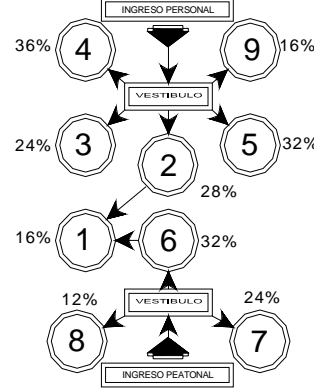 INGRESO PERSONAL
36% 4 9 16%
VESTIBULO
24% 3 5 32%
2
28%
16% 1 6 32%
12% VESTIBULO 24%
8 7
INGRESO PEATONAL